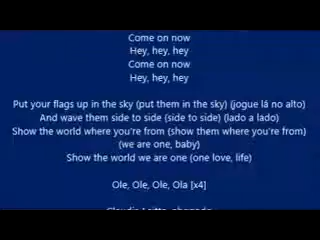 Come on now
Hey, hey, hey
Come on now
Hey, hey, hey
Put your flags up in the sky (put them in the sky) (jogue lá no alto)
And wave them side to side (side to side) (lado a lado)
Show the world where you're from (show them where you're from)
(we are one, baby)
Show the world we are one (one love, life)
Ole, Ole, Ole, Ola [x4]